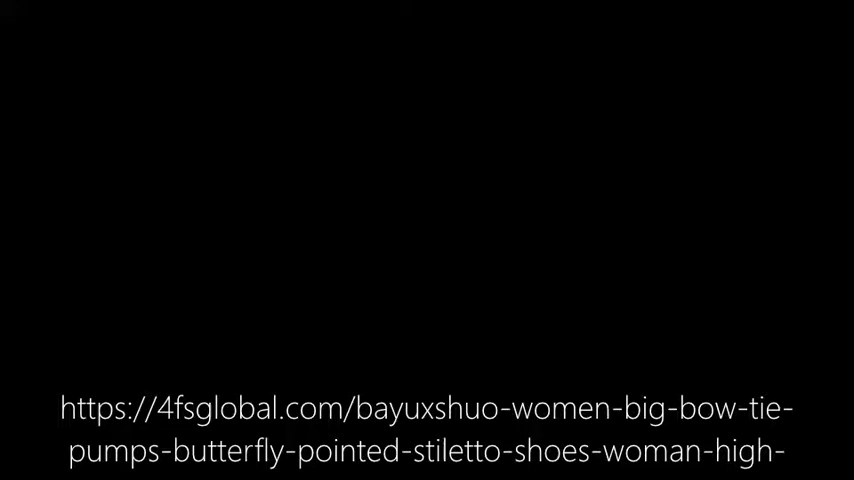 https://4fsglobal.com/bayuxshuo-women-big-bow-tie-
pumps-butterfly-pointed-stiletto-shoes-woman-high-